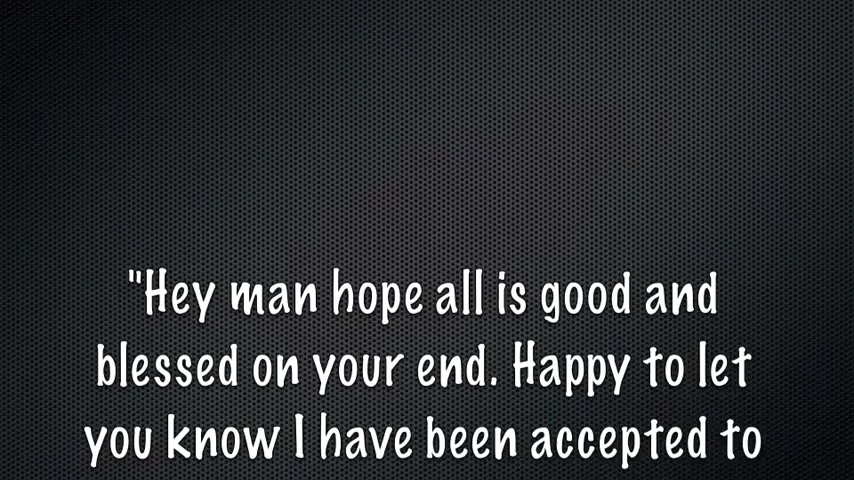 "Hey man hope all is good and
blessed on your end. Happy to let
you know I have been accepted to